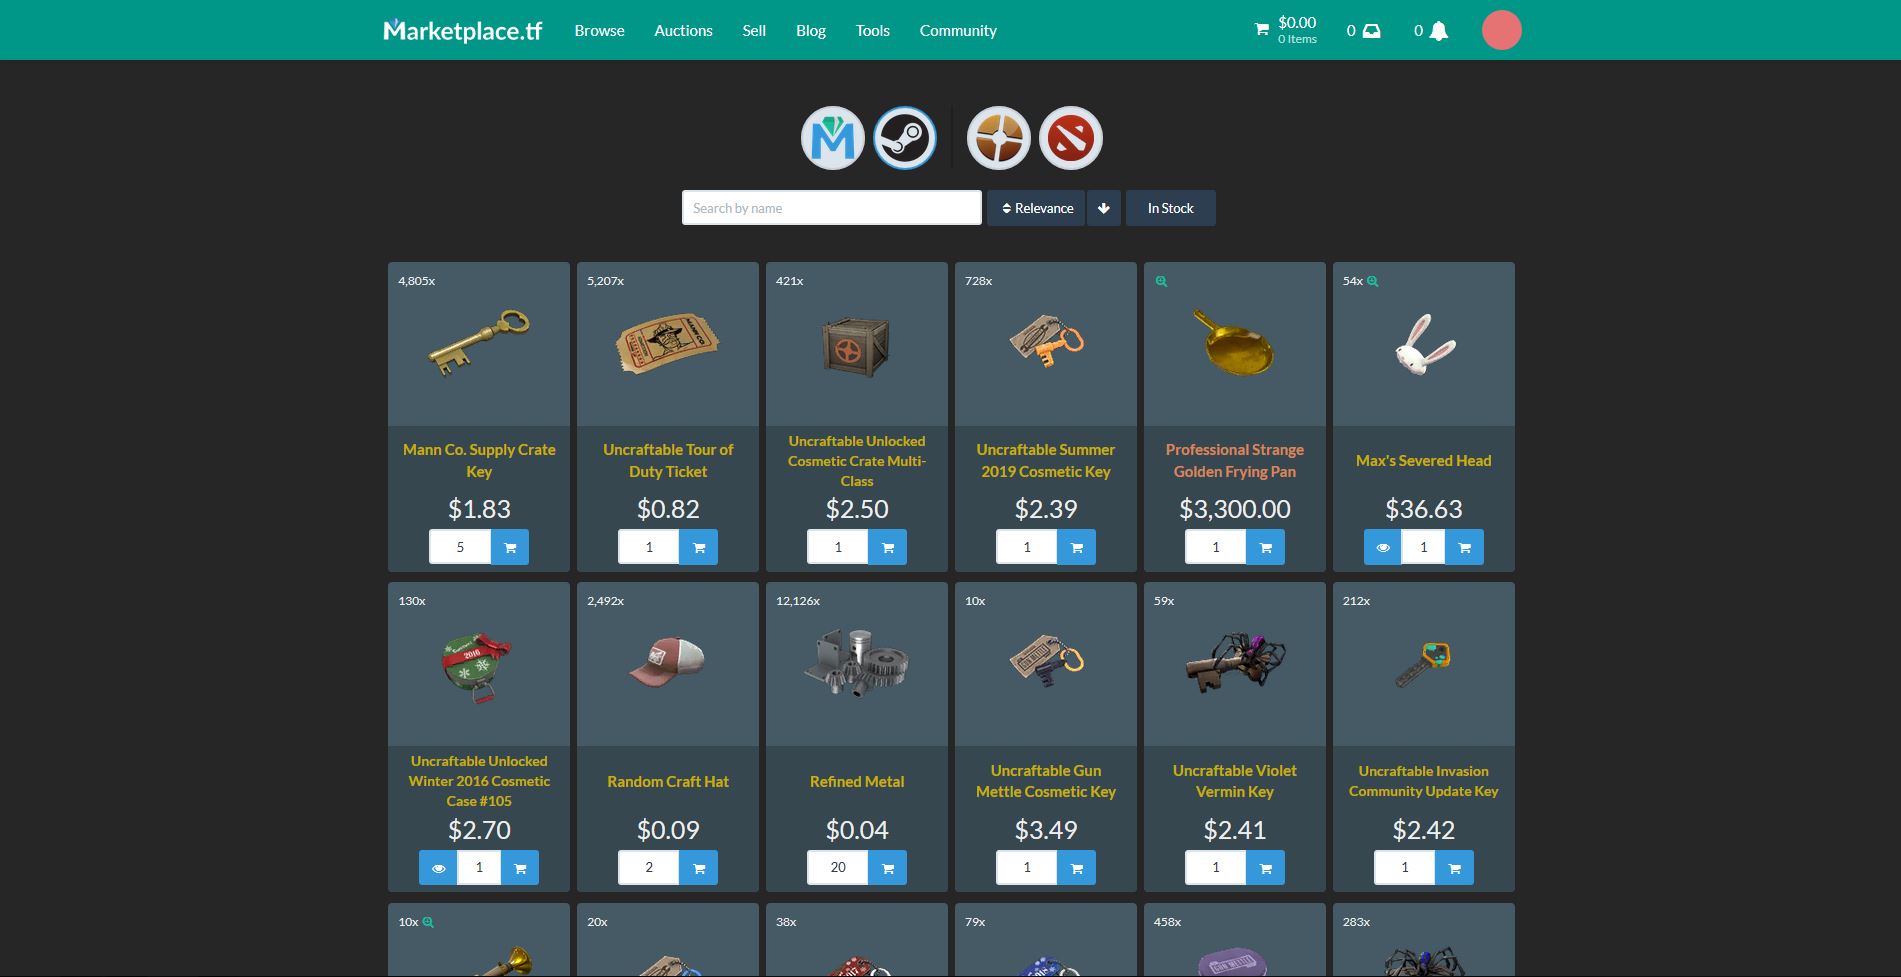 Marketplace.tf
Browse
Auctions
Sell
Blog
Tools
Community
$0.00
0 Items
0
0
Search by name
Relevance
In Stock
4,805x
5,207x
421x
728x
54x
MANN CO.
Mann Co. Supply Crate
Key
$1.83
5
Uncraftable Tour of
Duty Ticket
$0.82
1
Uncraftable Unlocked
Cosmetic Crate Multi-
Class
$2.50
1
Uncraftable Summer
2019 Cosmetic Key
$2.39
1
Professional Strange
Golden Frying Pan
$3,300.00
1
Max's Severed Head
$36.63
1
130x
2,492x
12,126x
10x
59x
212x
2016
Uncraftable Unlocked
Winter 2016 Cosmetic
Case #105
$2.70
1
Random Craft Hat
$0.09
2
Refined Metal
$0.04
20
Uncraftable Gun
Mettle Cosmetic Key
$3.49
1
Uncraftable Violet
Vermin Key
$2.41
1
Uncraftable Invasion
Community Update Key
$2.42
1
10x
20x
38x
79x
458x
283x